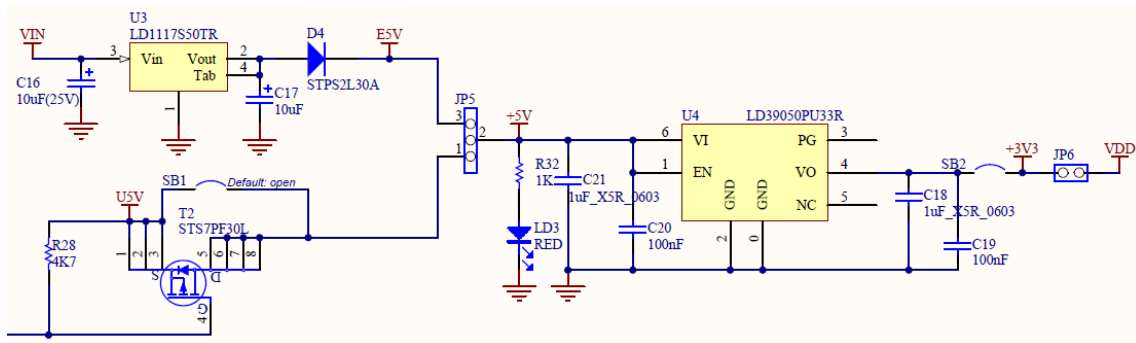 VIN
U3
LD1117S50TR
3
Vin
Vout
Tab
2
4
1
C16
10uF(25V)
+
C17
10uF
+
D4
STPS2L30A
E5V
JP5
3
2
1
+5V
R32
1K
C21
1uF_X5R_0603
LD3
RED
C20
100nF
U4
LD39050PU33R
6
VI
1
EN
PG
3
VO
4
NC
5
GND
GND
2
0
SB2
+3V3
JP6
VDD
C18
1uF_X5R_0603
C19
100nF
SB1
Default: open
U5V
T2
STS7PF30L
R28
4K7
1
2
3
5
6
7
8
S
D
G
4